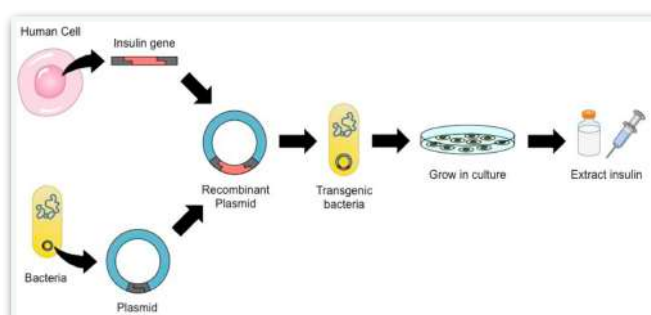 Human Cell
Insulin gene
Recombinant
Plasmid
Transgenic
bacteria
Grow in culture
Extract insulin
Bacteria
Plasmid